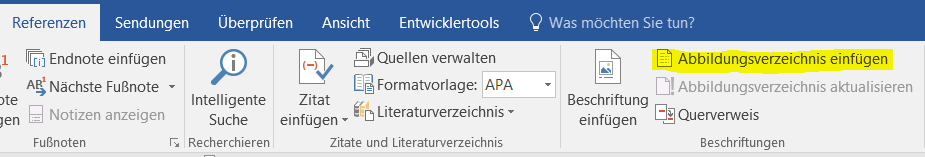 Referenzen Sendungen Überprüfen Ansicht Entwicklertools Was möchten Sie tun?
Endnote einfügen
Nächste Fußnote
Notizen anzeigen
Fußnoten
Intelligente
Suche
Recherchieren
Zitat
einfügen
Quellen verwalten
Formatvorlage: APA
Literaturverzeichnis
Zitate und Literaturverzeichnis
Beschriftung
einfügen
Abbildungsverzeichnis einfügen
Abbildungsverzeichnis aktualisieren
Querverweis
Beschriftungen